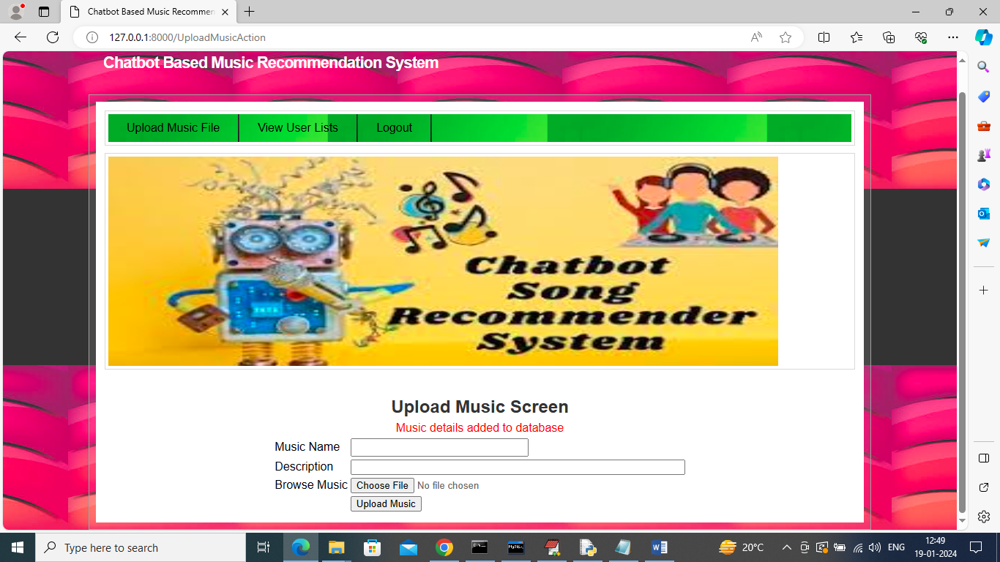 Chatbot Based Music Recommen
127.0.0.1:8000/UploadMusicAction
Chatbot Based Music Recommendation System
Upload Music File
View User Lists
Logout
Chatbot
Song
Recommender
System
Upload Music Screen
Music details added to database
Music Name
Description
Browse Music Choose File No file chosen
Upload Music
Type here to search
20°C
ENG
12:49
19-01-2024